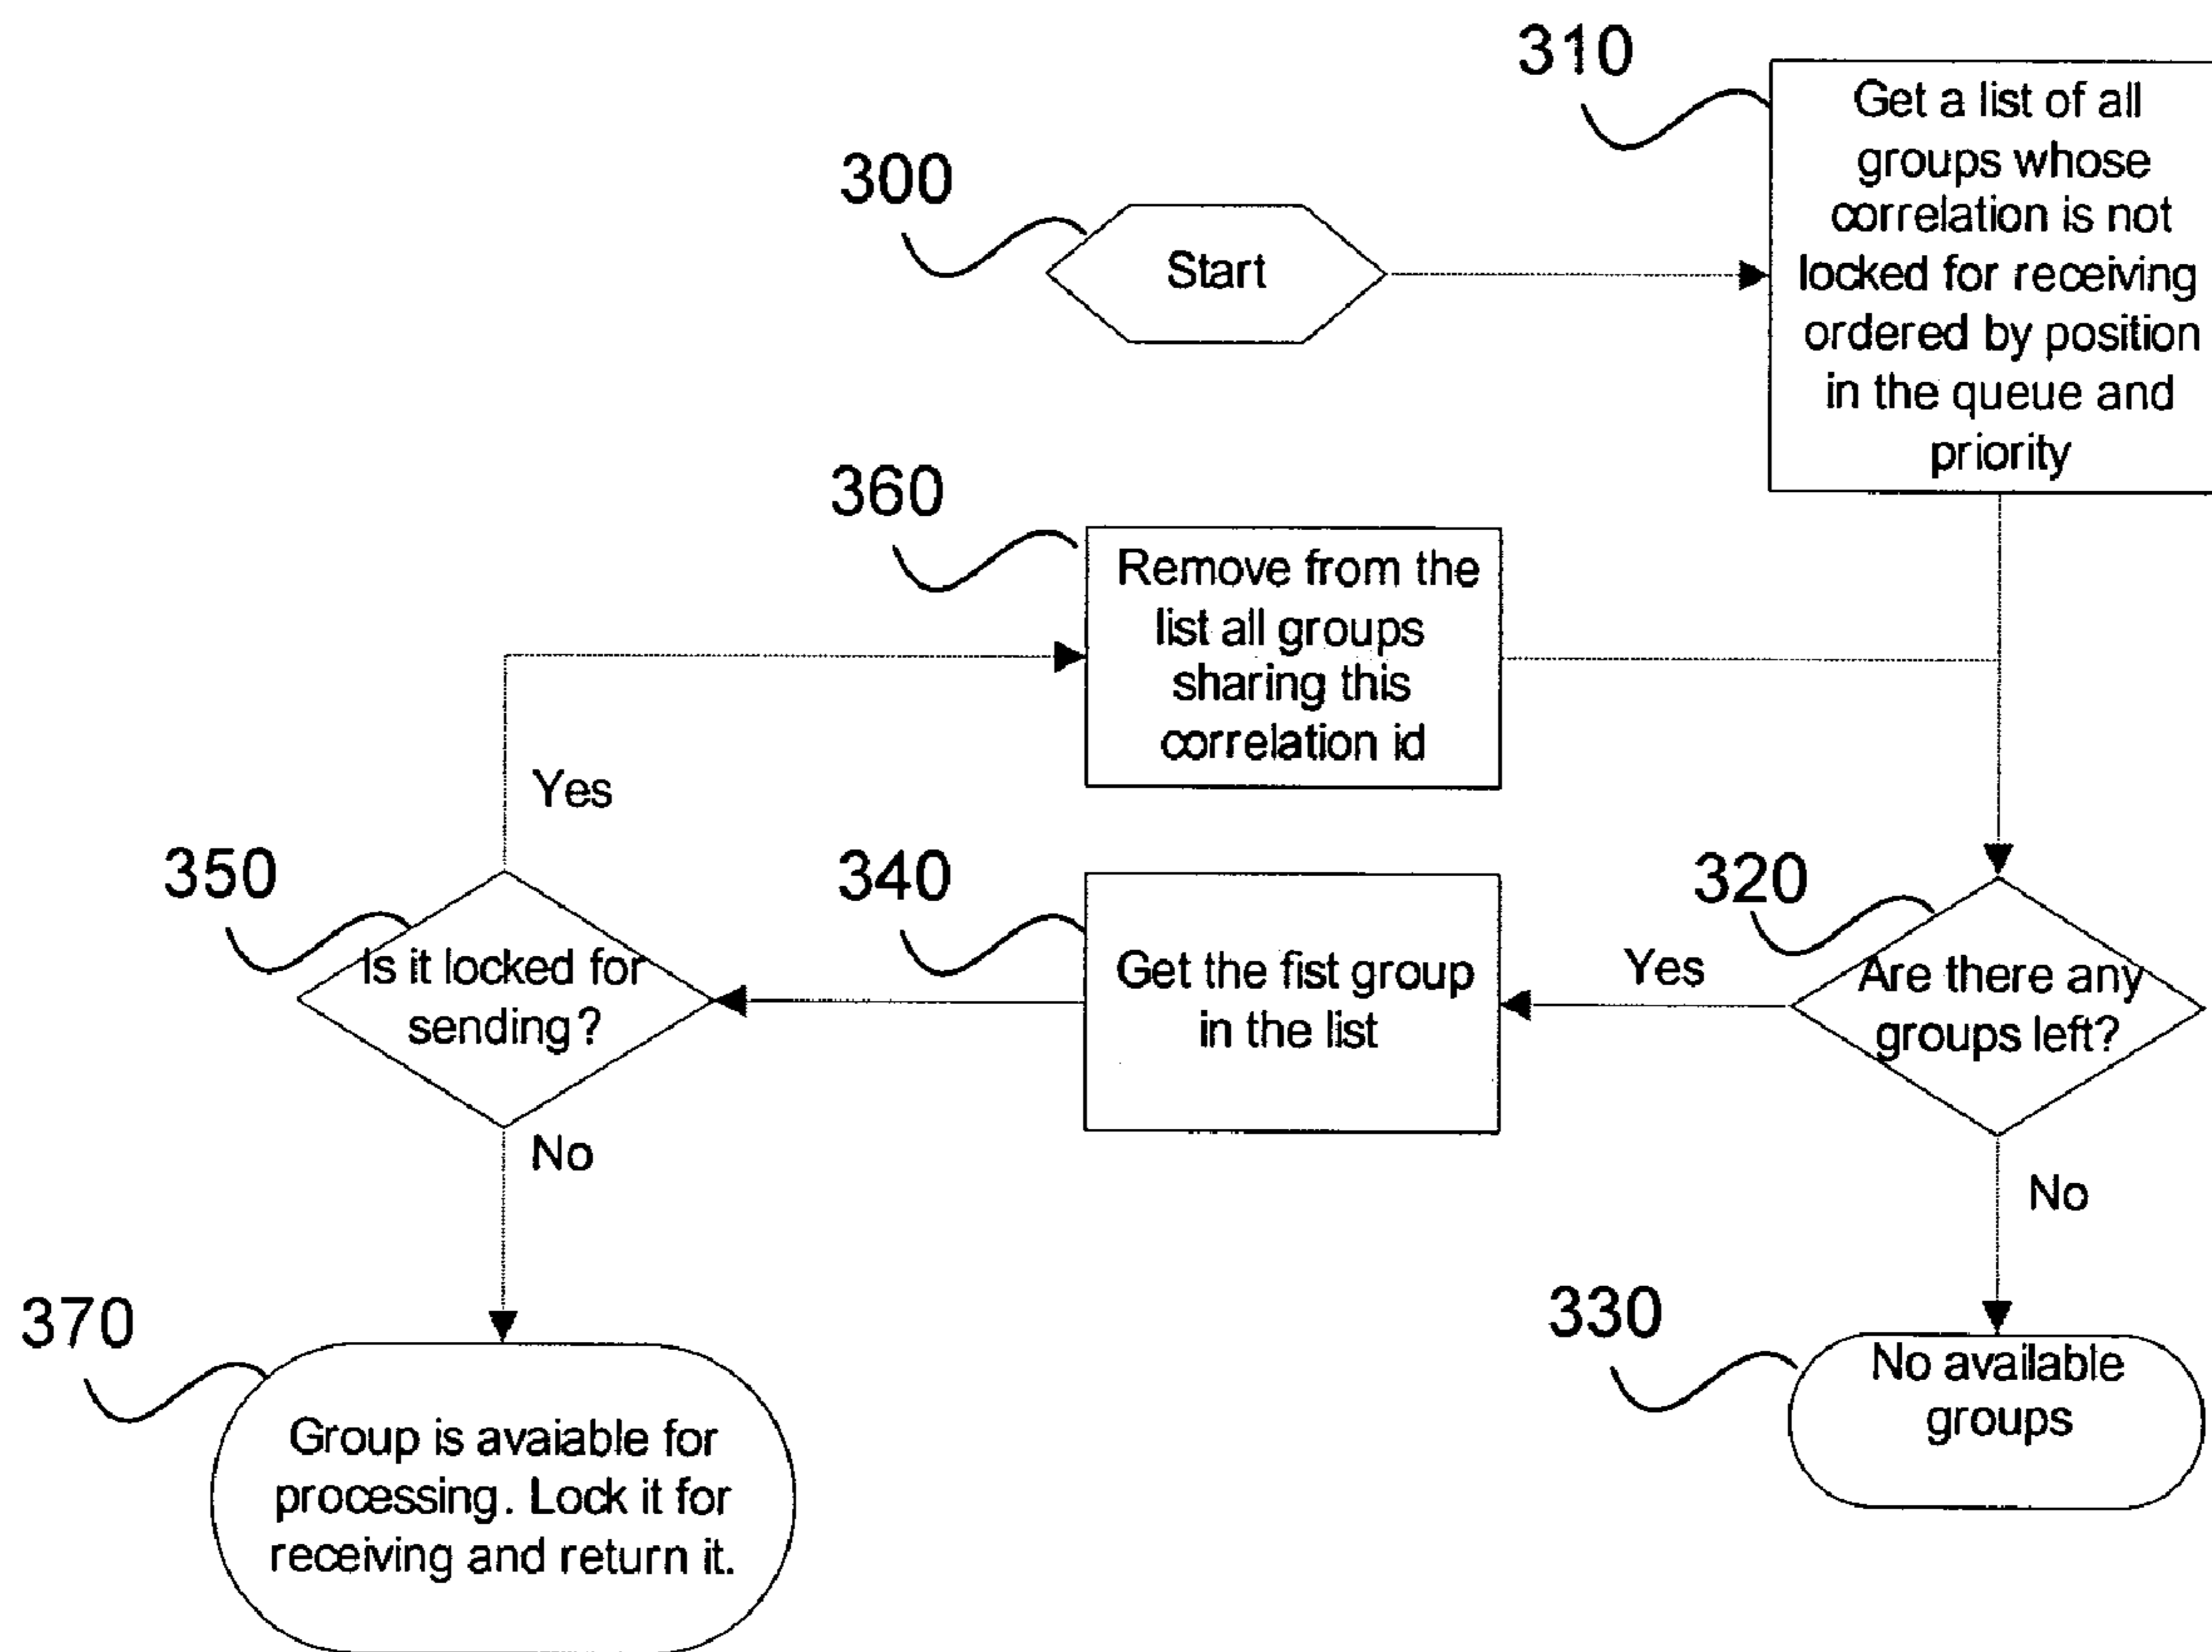 310
Get a list of all
groups whose
correlation is not
locked for receiving
ordered by position
in the queue and
priority
300
Start
360
Remove from the
list all groups
sharing this
correlation id
Yes
350
Is it locked for
sending?
340
Get the fist group
in the list
Yes
320
Are there any
groups left?
No
No
370
Group is avaiable for
processing. Lock it for
receiving and return it.
330
No available
groups